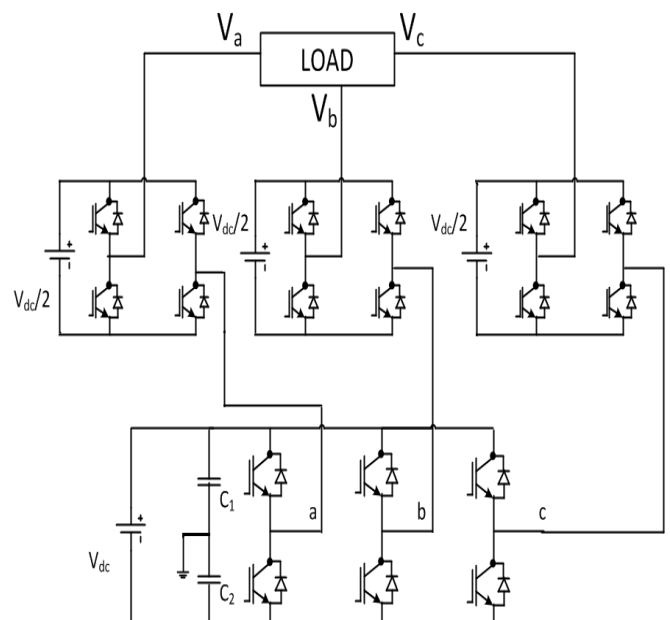 Va
Vc
LOAD
Vb
Vdc/2
Vdc/2
Vdc/2
+
-
+
-
+
-
a
b
c
C1
C2
+
-
Vdc